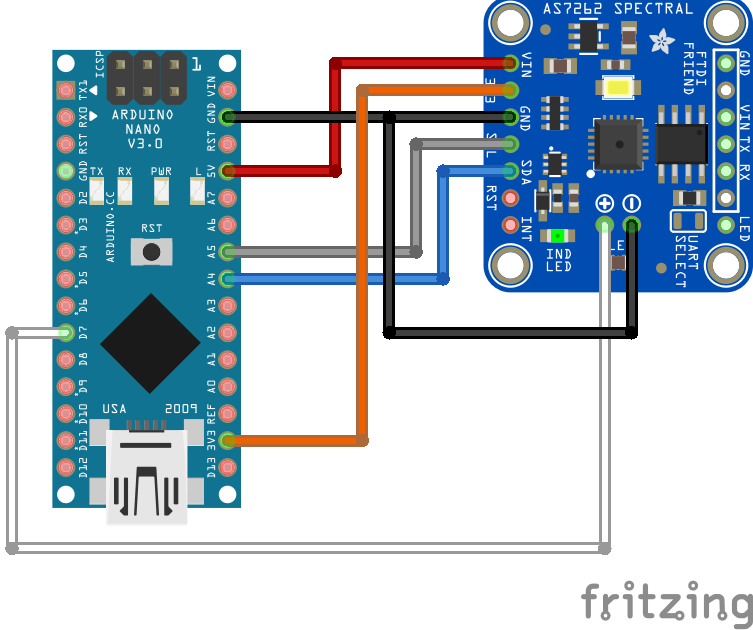 AS7262 SPECTRAL
ICSP
1
ARDUINO
NANO
V3.0
TX RX PWR L
ARDUINO.CC
RST
USA 2009
TX1
RX0
RST
GND
D2
D3
D4
D5
D6
D7
D8
D9
D10
D11
D12
VIN
GND
RST
5V
A7
A6
A5
A4
A3
A2
A1
A0
REF
3V3
D13
VIN
GND
SDA
RST
INT
IND
LED
FTDI
FRIEND
GND
VIN
TX
RX
LED
UART
SELECT
fritzing